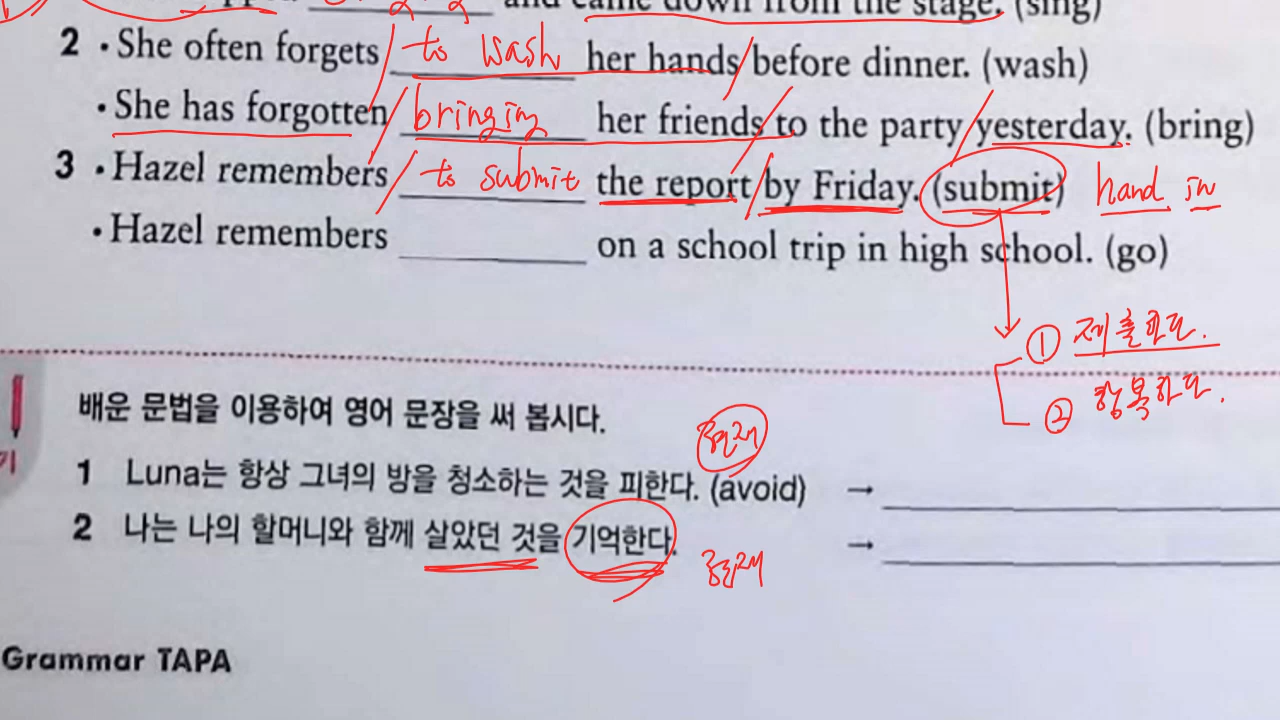 and came down from the stage. (sing)
2 • She often forgets to wash her hands before dinner. (wash)
• She has forgotten bringing her friends to the party yesterday. (bring)
3 • Hazel remembers to submit the report by Friday. (submit) hand in
• Hazel remembers ________ on a school trip in high school. (go)
① 제출한다.
② 항복한다.
배운 문법을 이용하여 영어 문장을 써 봅시다.
현재
1 Luna는 항상 그녀의 방을 청소하는 것을 피한다. (avoid) →
2 나는 나의 할머니와 함께 살았던 것을 기억한다. →
현재
Grammar TAPA